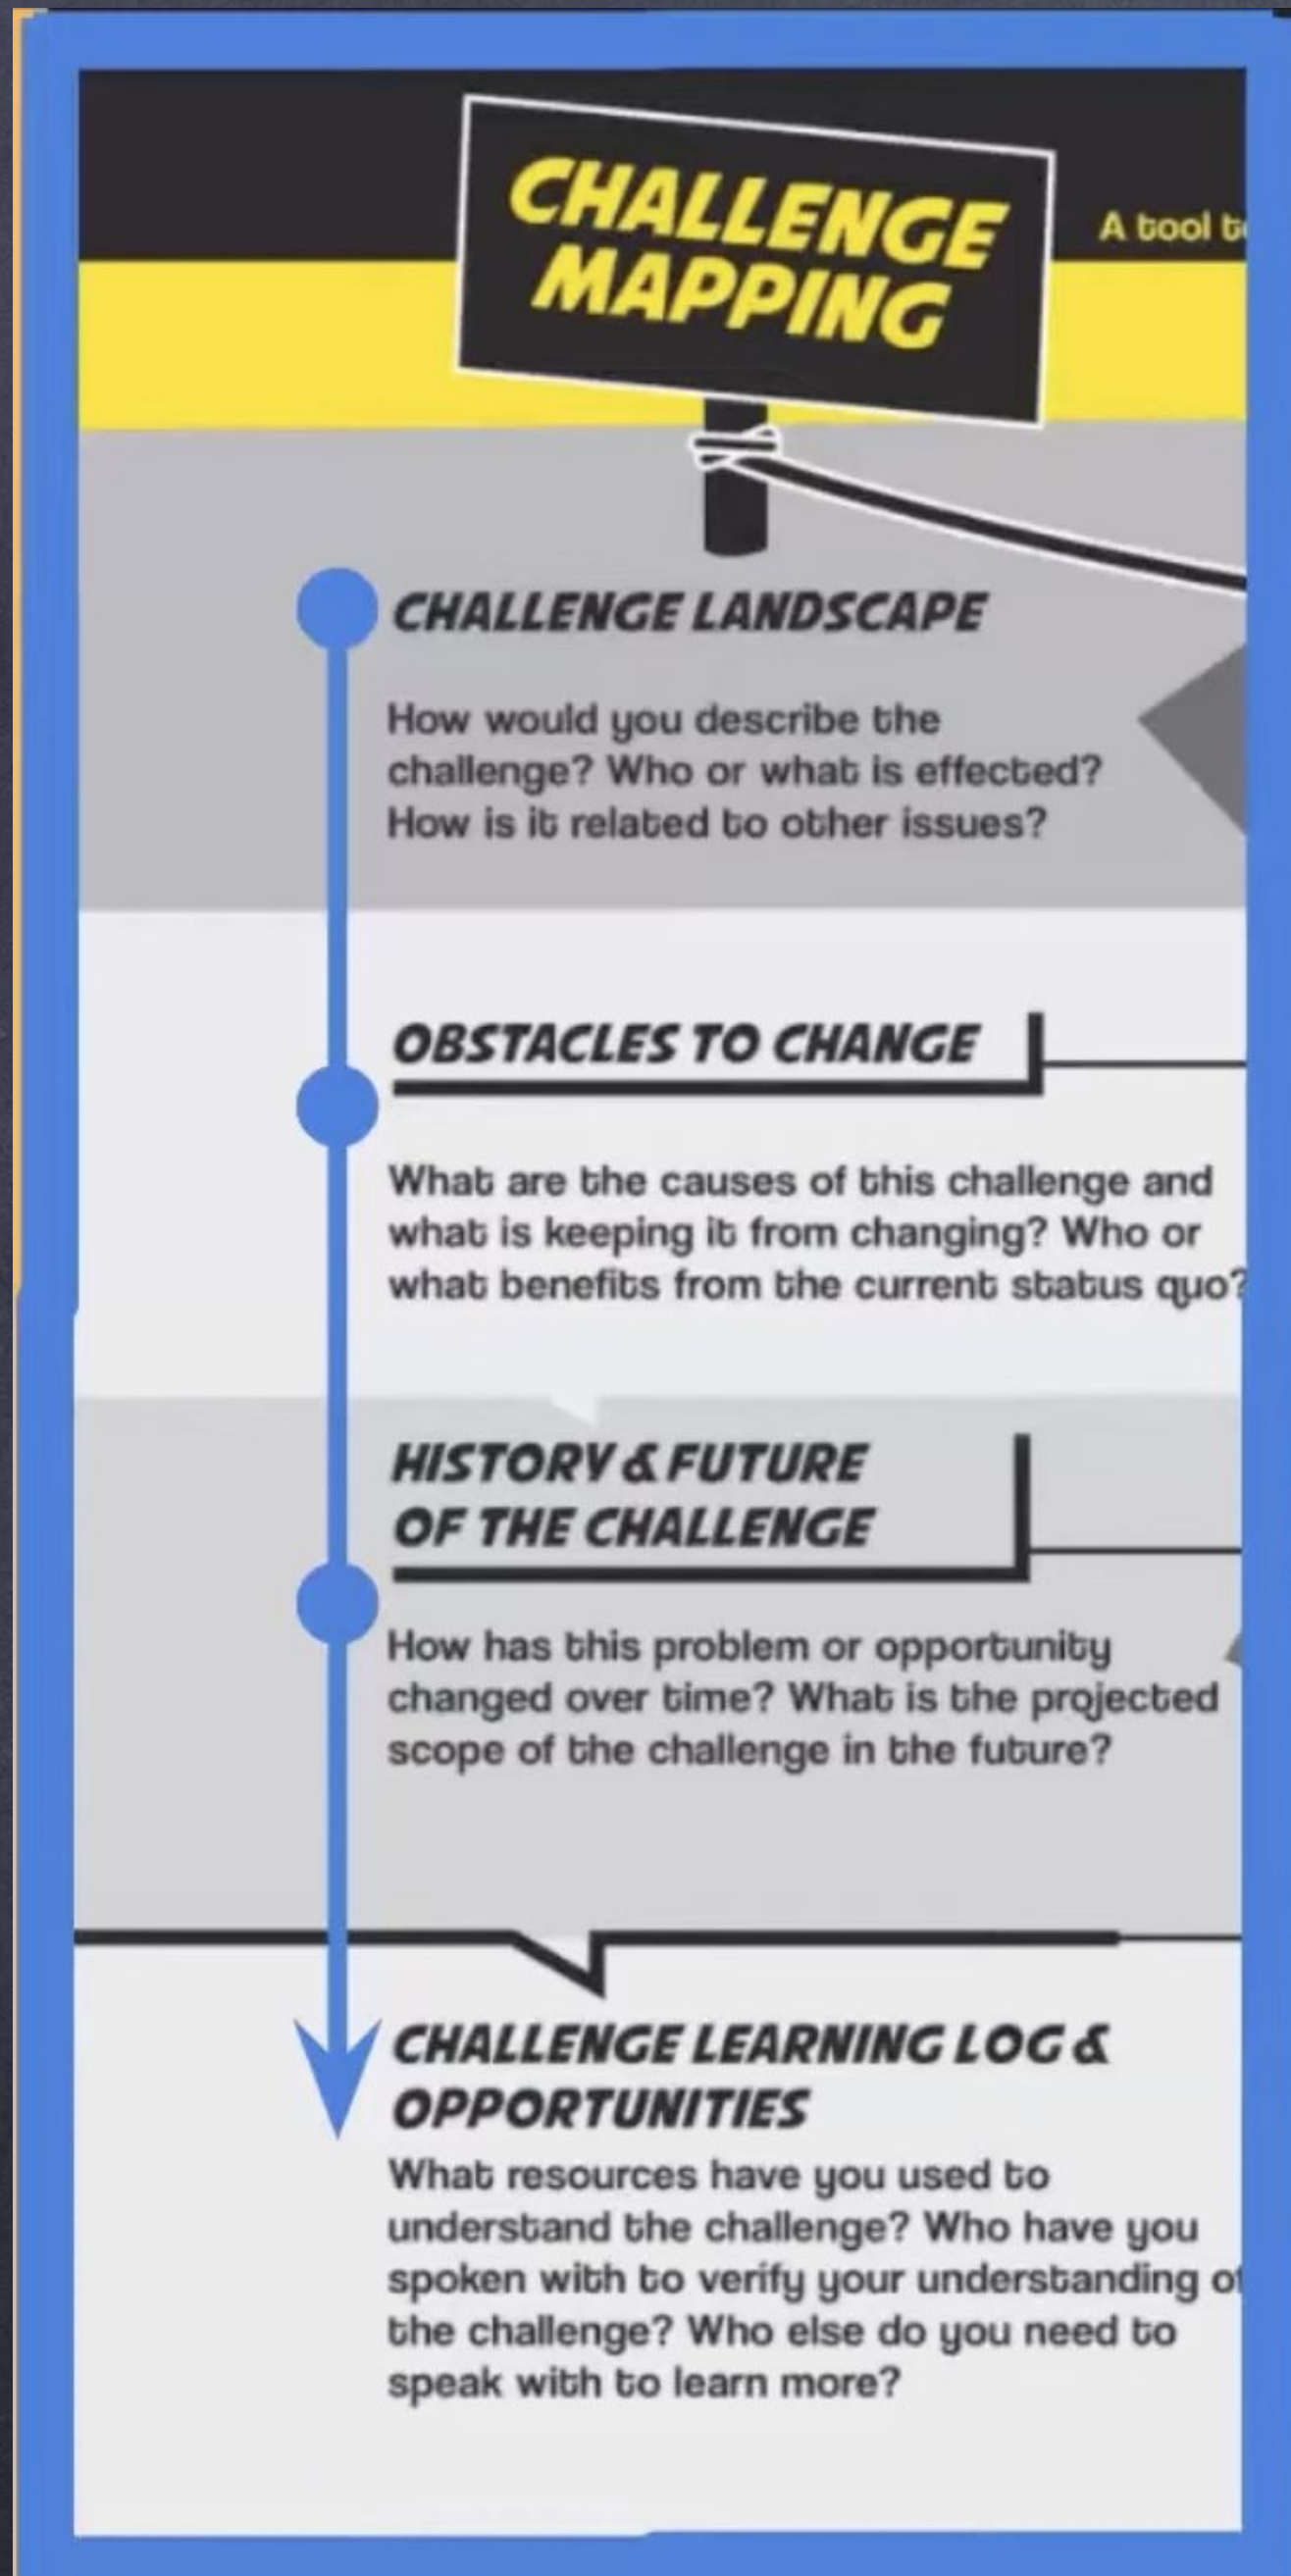 CHALLENGE
MAPPING
A tool
CHALLENGE LANDSCAPE
How would you describe the
challenge? Who or what is effected?
How is it related to other issues?
OBSTACLES TO CHANGE
What are the causes of this challenge and
what is keeping it from changing? Who or
what benefits from the current status quo?
HISTORY & FUTURE
OF THE CHALLENGE
How has this problem or opportunity
changed over time? What is the projected
scope of the challenge in the future?
CHALLENGE LEARNING LOG &
OPPORTUNITIES
What resources have you used to
understand the challenge? Who have you
spoken with to verify your understanding of
the challenge? Who else do you need to
speak with to learn more?